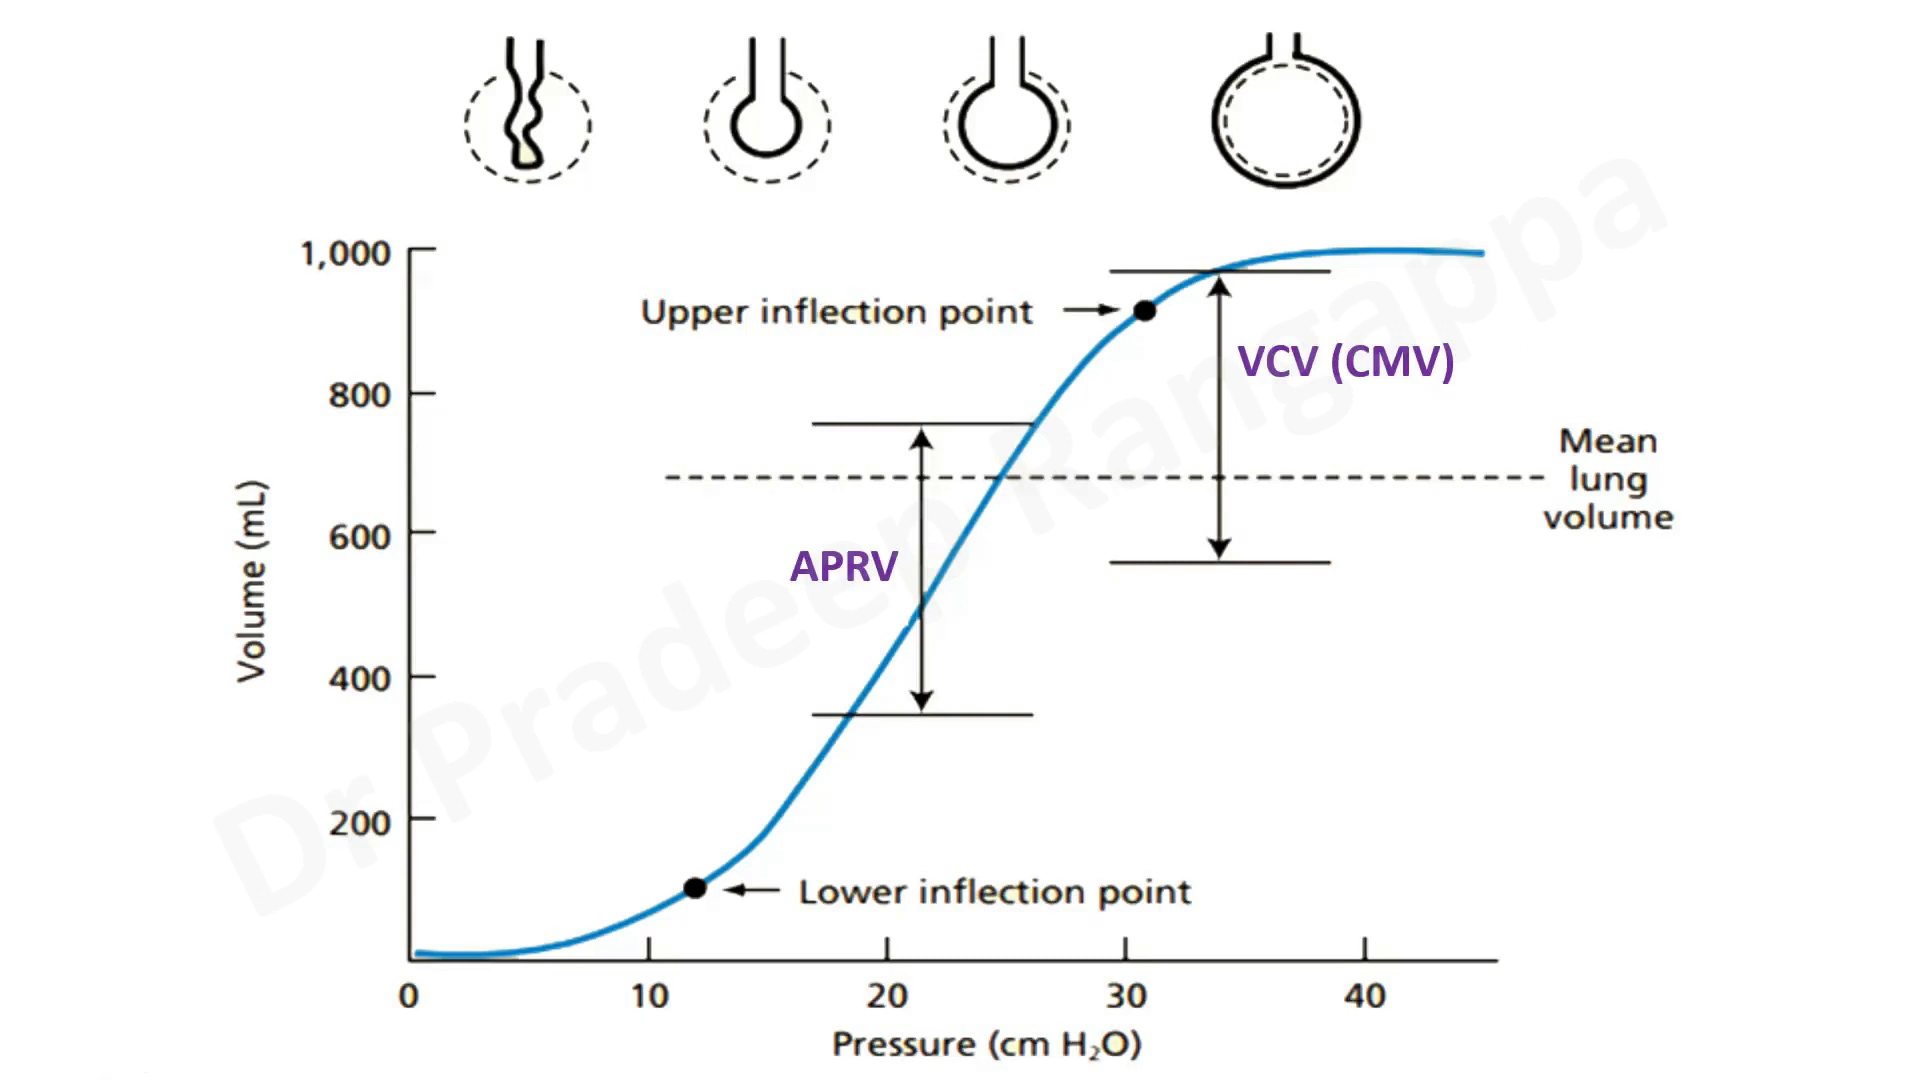 1,000
Upper inflection point
VCV (CMV)
800
Mean
lung
volume
600
APRV
Volume (mL)
400
200
Lower inflection point
0 10 20 30 40
Pressure (cm H₂O)
Dr Pradeep Rangappa